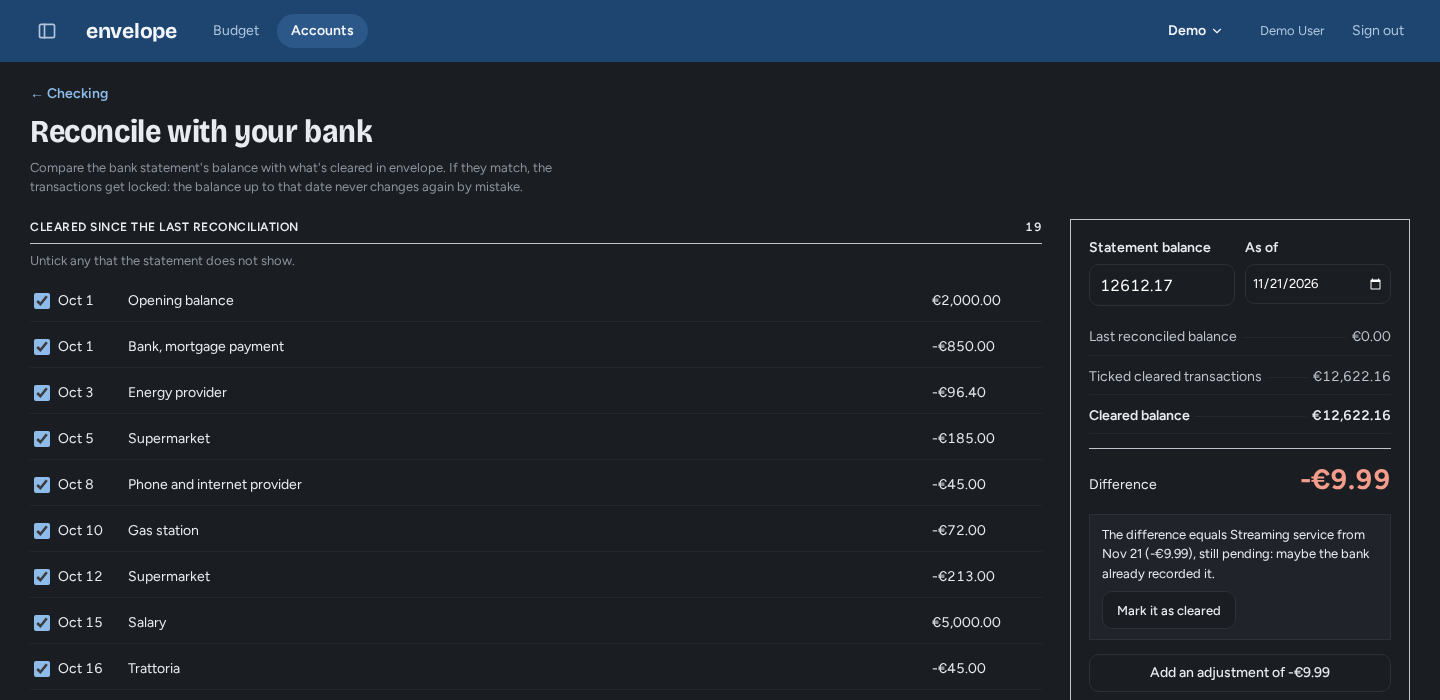 envelope
Budget
Accounts
Demo
Demo User
Sign out
← Checking
Reconcile with your bank
Compare the bank statement's balance with what's cleared in envelope. If they match, the
transactions get locked: the balance up to that date never changes again by mistake.
CLEARED SINCE THE LAST RECONCILIATION 19
Untick any that the statement does not show.
Oct 1 Opening balance €2,000.00
Oct 1 Bank, mortgage payment -€850.00
Oct 3 Energy provider -€96.40
Oct 5 Supermarket -€185.00
Oct 8 Phone and internet provider -€45.00
Oct 10 Gas station -€72.00
Oct 12 Supermarket -€213.00
Oct 15 Salary €5,000.00
Oct 16 Trattoria -€45.00
Statement balance As of
12612.17 11/21/2026
Last reconciled balance €0.00
Ticked cleared transactions €12,622.16
Cleared balance €12,622.16
Difference -€9.99
The difference equals Streaming service from
Nov 21 (-€9.99), still pending: maybe the bank
already recorded it.
Mark it as cleared
Add an adjustment of -€9.99